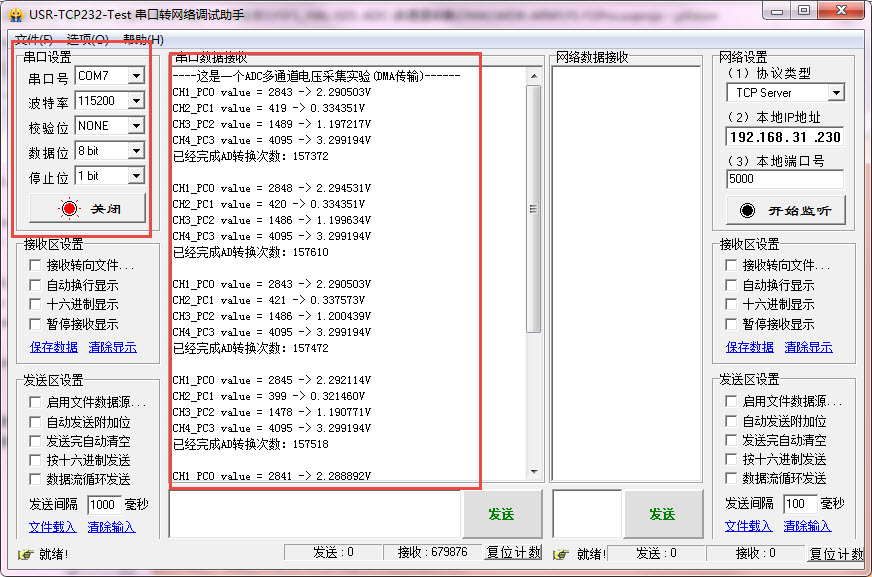 USR-TCP232-Test 串口转网络调试助手
文件(F) 选项(O) 帮助(H)
串口设置
串口号 COM7
波特率 115200
校验位 NONE
数据位 8 bit
停止位 1 bit
关闭
接收区设置
接收转向文件...
自动换行显示
十六进制显示
暂停接收显示
保存数据 清除显示
发送区设置
启用文件数据源...
自动发送附加位
发送完自动清空
按十六进制发送
数据流循环发送
发送间隔 1000 毫秒
文件载入 清除输入
串口数据接收
----这是一个ADC多通道电压采集实验(DMA传输)------
CH1_PC0 value = 2843 -> 2.290503V
CH2_PC1 value = 419 -> 0.334351V
CH3_PC2 value = 1489 -> 1.197217V
CH4_PC3 value = 4095 -> 3.299194V
已经完成AD转换次数: 157372
CH1_PC0 value = 2848 -> 2.294531V
CH2_PC1 value = 420 -> 0.334351V
CH3_PC2 value = 1486 -> 1.199634V
CH4_PC3 value = 4095 -> 3.299194V
已经完成AD转换次数: 157610
CH1_PC0 value = 2843 -> 2.290503V
CH2_PC1 value = 421 -> 0.337573V
CH3_PC2 value = 1486 -> 1.200439V
CH4_PC3 value = 4095 -> 3.299194V
已经完成AD转换次数: 157472
CH1_PC0 value = 2845 -> 2.292114V
CH2_PC1 value = 399 -> 0.321460V
CH3_PC2 value = 1478 -> 1.190771V
CH4_PC3 value = 4095 -> 3.299194V
已经完成AD转换次数: 157518
CH1_PC0 value = 2841 -> 2.288892V
发送
网络数据接收
发送
网络设置
(1) 协议类型
TCP Server
(2) 本地IP地址
192.168.31.230
(3) 本地端口号
5000
开始监听
接收区设置
接收转向文件...
自动换行显示
十六进制显示
暂停接收显示
保存数据 清除显示
发送区设置
启用文件数据源...
自动发送附加位
发送完自动清空
按十六进制发送
数据流循环发送
发送间隔 100 毫秒
文件载入 清除输入
就绪! 发送:0 接收:679876 复位计数
就绪! 发送:0 接收:0 复位计数